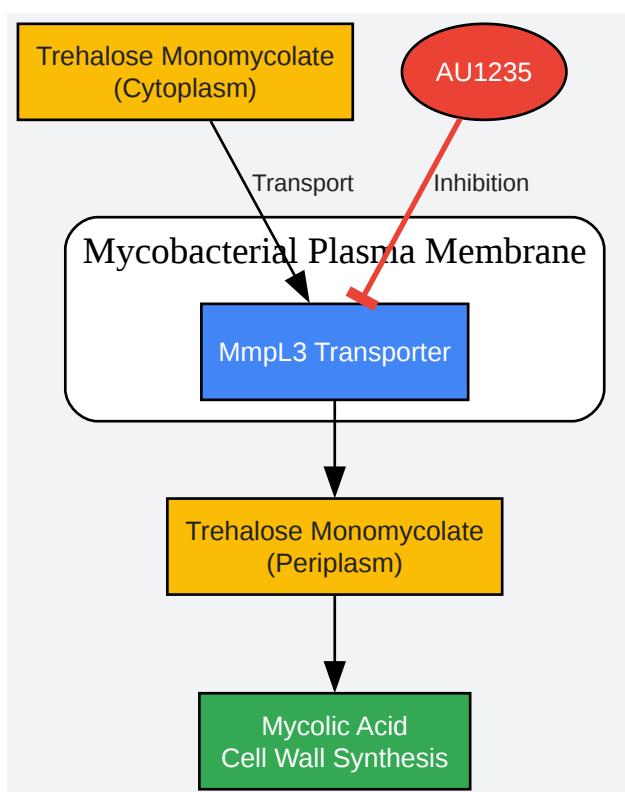 Trehalose Monomycolate
(Cytoplasm)
AU1235
Transport
Inhibition
Mycobacterial Plasma Membrane
MmpL3 Transporter
Trehalose Monomycolate
(Periplasm)
Mycolic Acid
Cell Wall Synthesis